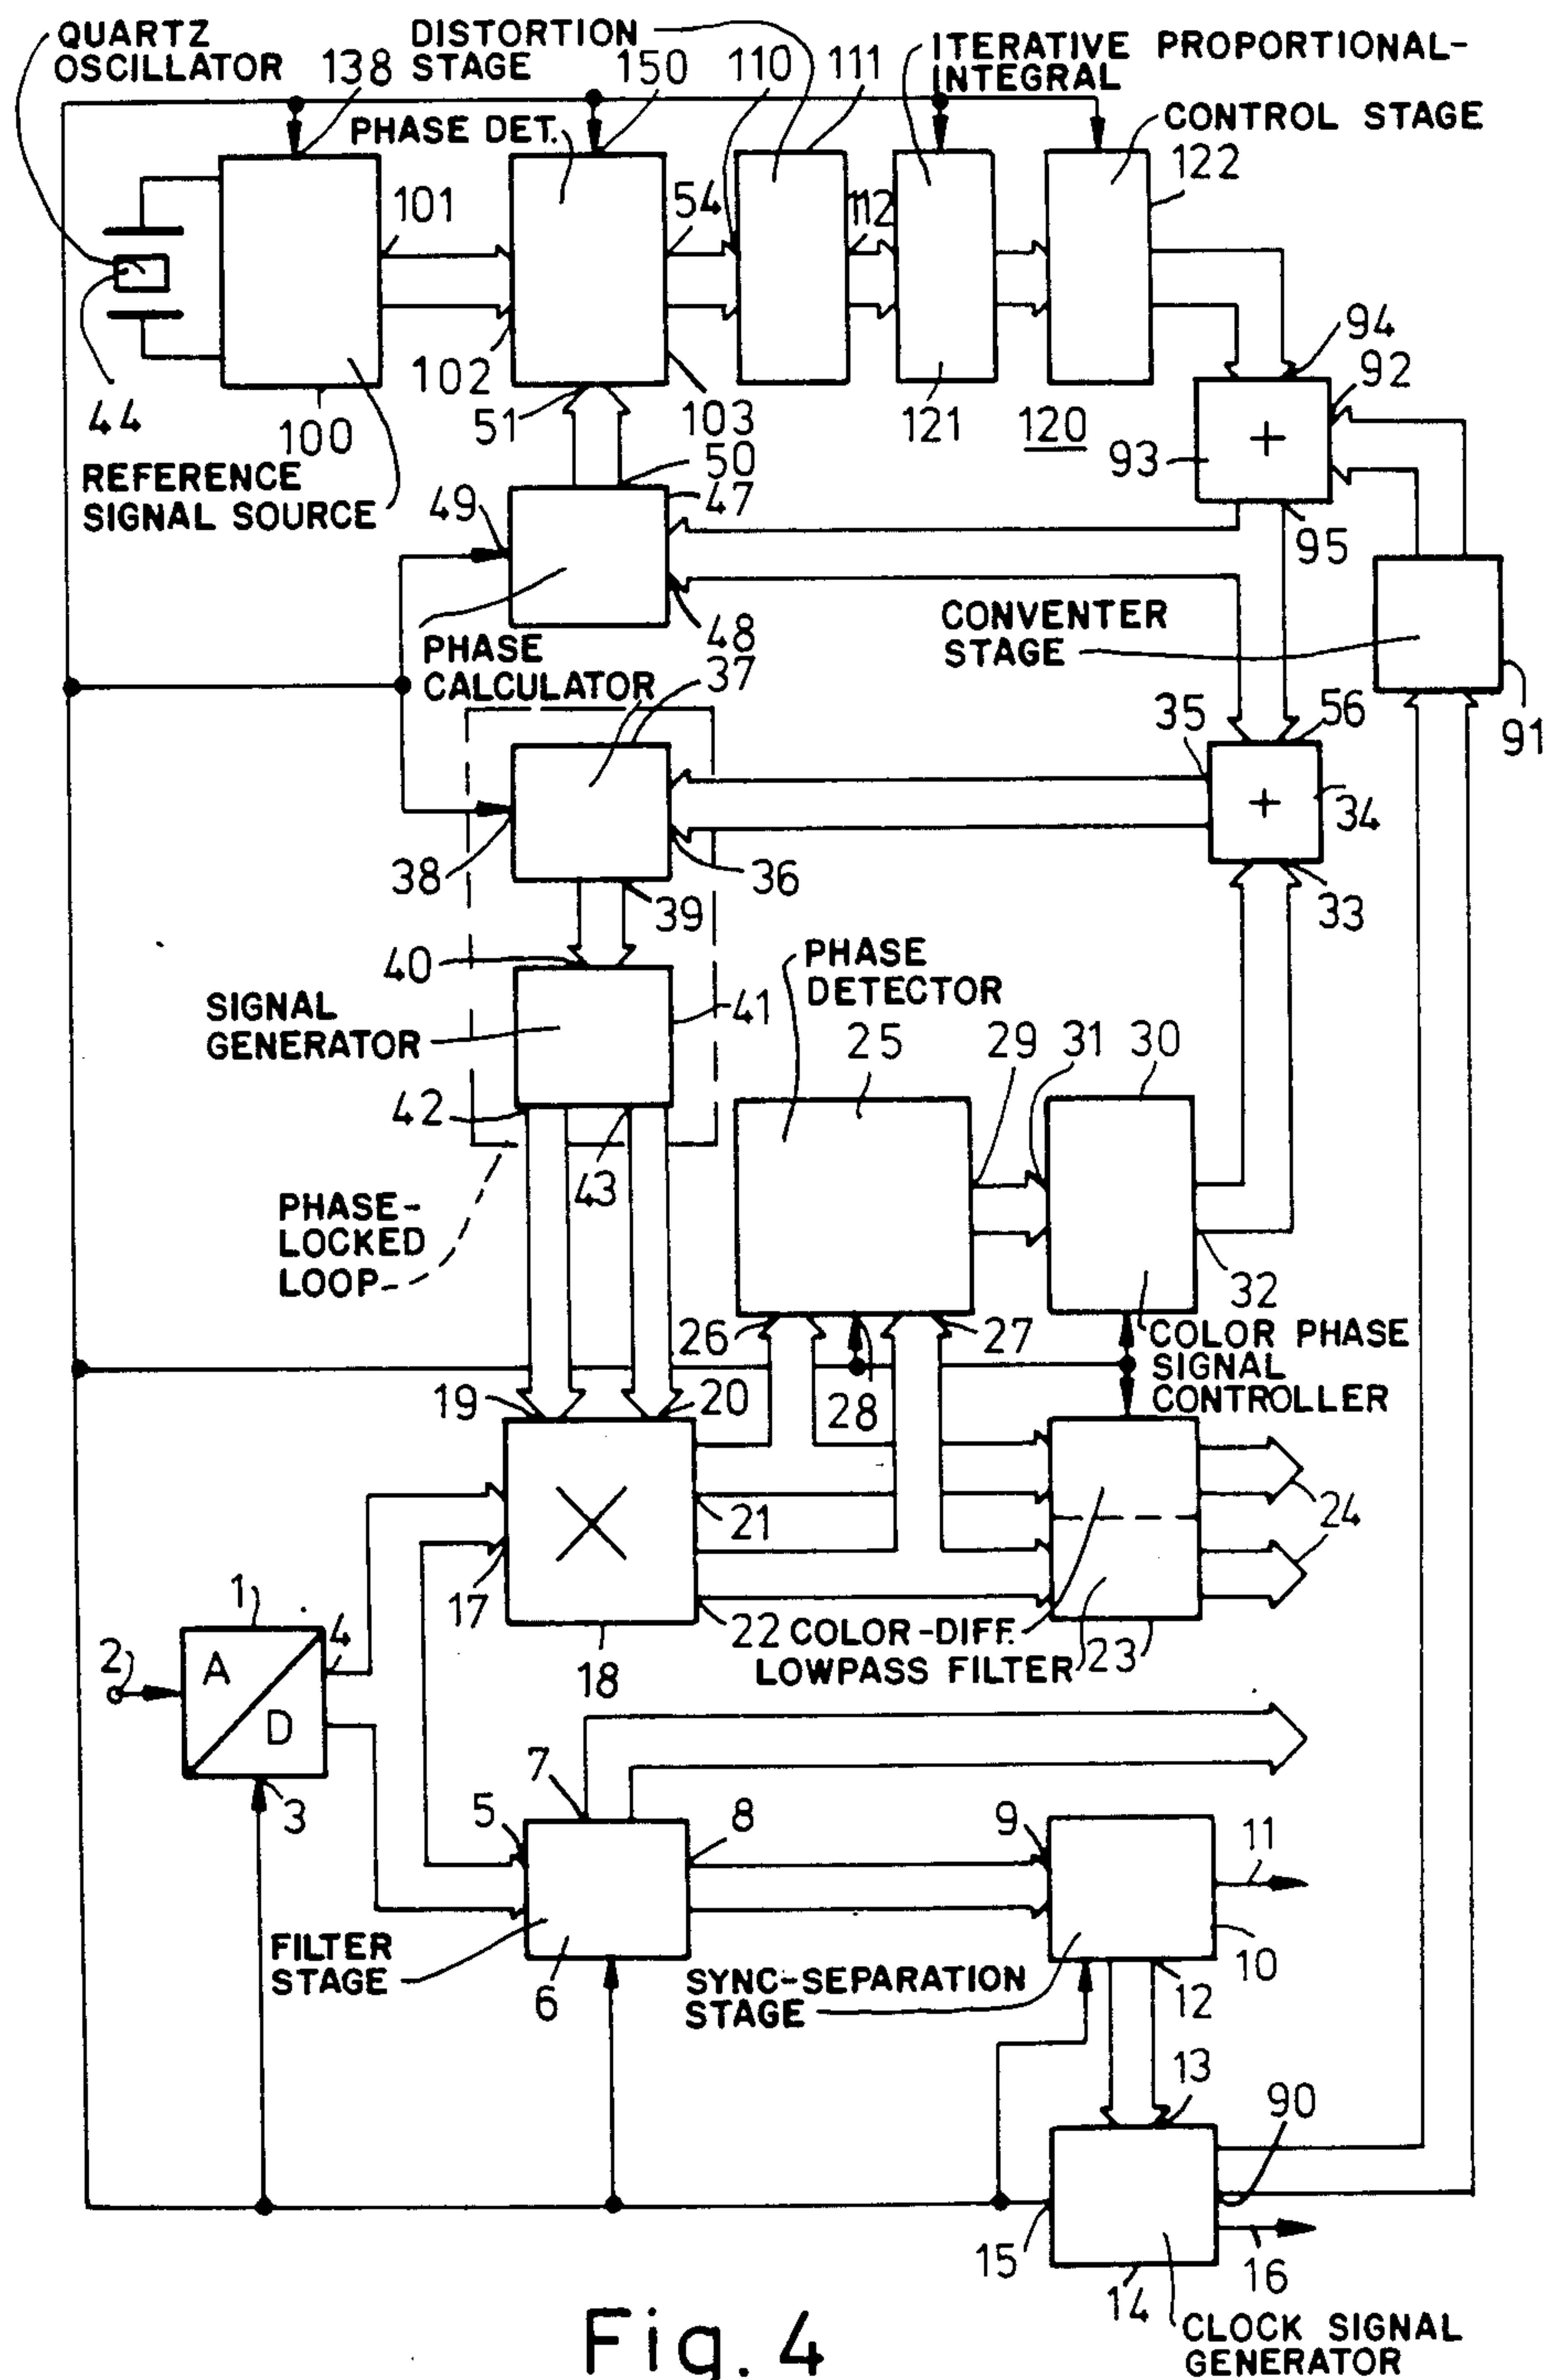 QUARTZ
OSCILLATOR
138
DISTORTION
STAGE
150
110
111
ITERATIVE PROPORTIONAL-
INTEGRAL
PHASE DET.
CONTROL STAGE
122
101
54
112
44
100
102
51
103
121
120
94
92
93
+
95
REFERENCE
SIGNAL SOURCE
50
47
49
48
CONVENTER
STAGE
91
PHASE
CALCULATOR
37
35
56
+
34
38
36
39
33
40
PHASE
DETECTOR
SIGNAL
GENERATOR
41
25
29
31
30
42
43
PHASE-
LOCKED
LOOP
32
26
27
28
COLOR PHASE
SIGNAL
CONTROLLER
19
20
21
24
17
22
COLOR-DIFF.
LOWPASS FILTER
23
18
1
4
2
A
D
3
7
5
8
9
11
FILTER
STAGE
6
SYNC-SEPARATION
STAGE
10
12
13
90
15
14
16
CLOCK SIGNAL
GENERATOR
Fig. 4